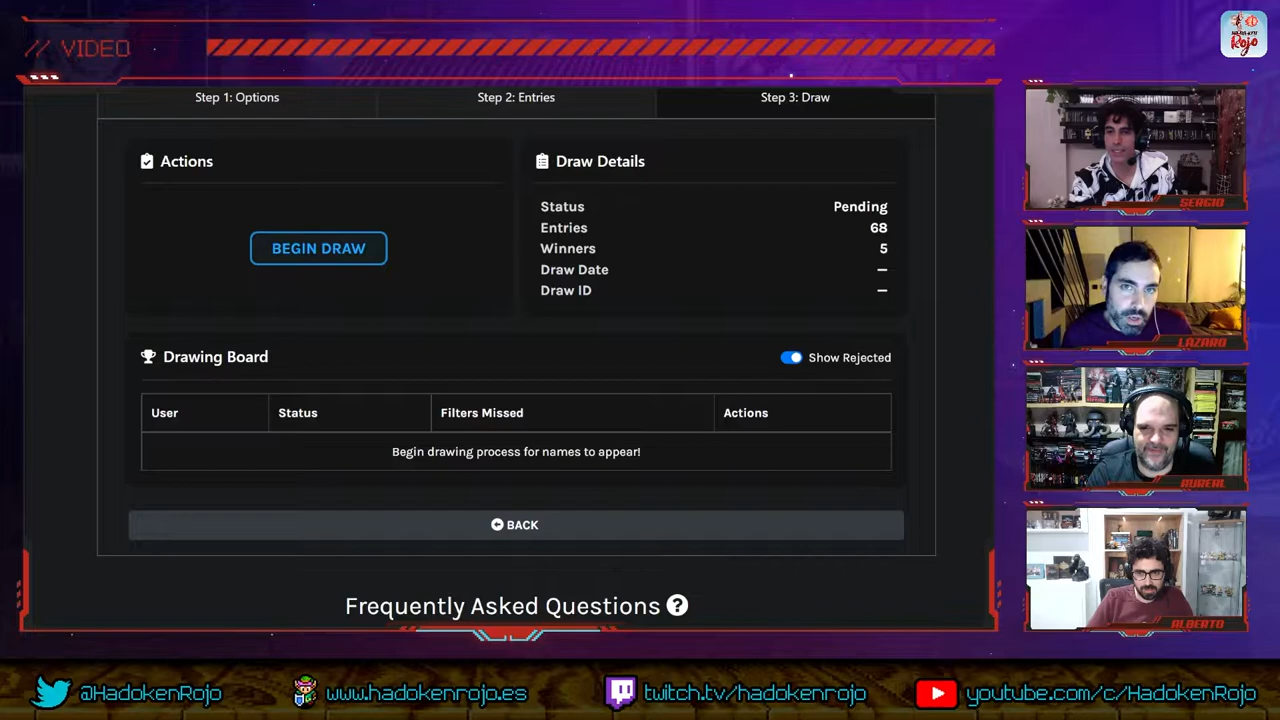 // VIDEO
Rojo
Step 1: Options
Step 2: Entries
Step 3: Draw
Actions
BEGIN DRAW
Draw Details
Status Pending
Entries 68
Winners 5
Draw Date —
Draw ID —
Drawing Board
Show Rejected
User Status Filters Missed Actions
Begin drawing process for names to appear!
BACK
Frequently Asked Questions ?
SERGIO
LAZARO
AUREAL
ALBERTO
@HadokenRojo
www.hadokenrojo.es
twitch.tv/hadokenrojo
youtube.com/c/HadokenRojo